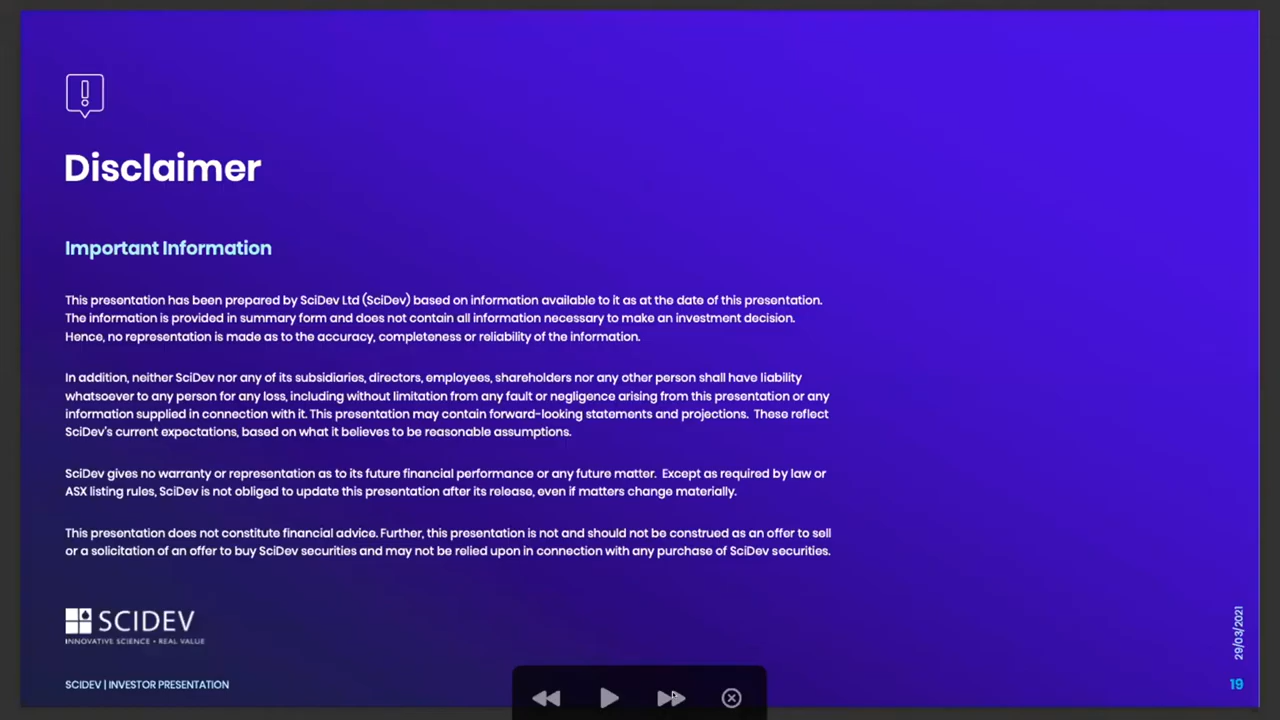 Disclaimer
Important Information
This presentation has been prepared by SciDev Ltd (SciDev) based on information available to it as at the date of this presentation.
The information is provided in summary form and does not contain all information necessary to make an investment decision.
Hence, no representation is made as to the accuracy, completeness or reliability of the information.
In addition, neither SciDev nor any of its subsidiaries, directors, employees, shareholders nor any other person shall have liability
whatsoever to any person for any loss, including without limitation from any fault or negligence arising from this presentation or any
information supplied in connection with it. This presentation may contain forward-looking statements and projections. These reflect
SciDev's current expectations, based on what it believes to be reasonable assumptions.
SciDev gives no warranty or representation as to its future financial performance or any future matter. Except as required by law or
ASX listing rules, SciDev is not obliged to update this presentation after its release, even if matters change materially.
This presentation does not constitute financial advice. Further, this presentation is not and should not be construed as an offer to sell
or a solicitation of an offer to buy SciDev securities and may not be relied upon in connection with any purchase of SciDev securities.
SCIDEV
INNOVATIVE SCIENCE • REAL VALUE
SCIDEV | INVESTOR PRESENTATION
29/03/2021
19